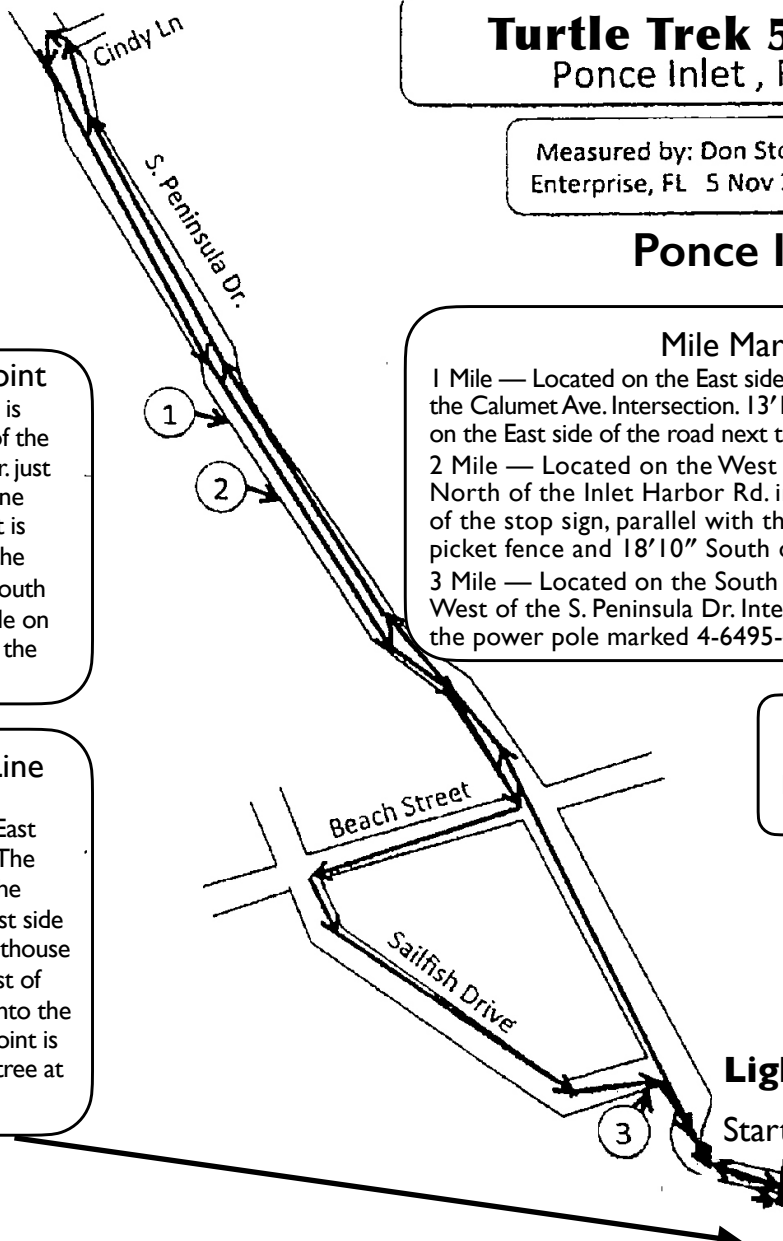 Cindy Ln
Turtle Trek 5
Ponce Inlet , F
Measured by: Don Sto
Enterprise, FL 5 Nov
S. Peninsula Dr.
Ponce I
Mile Mar
1 Mile — Located on the East side
the Calumet Ave. Intersection. 13'1
on the East side of the road next t
2 Mile — Located on the West
North of the Inlet Harbor Rd. i
of the stop sign, parallel with th
picket fence and 18'10" South o
3 Mile — Located on the South
West of the S. Peninsula Dr. Inte
the power pole marked 4-6495-
oint
is
of the
r. just
ne
t is
he
outh
le on
the
1
2
Line
East
The
he
st side
thouse
st of
nto the
oint is
tree at
Beach Street
Sailfish Drive
3
Lig
Start